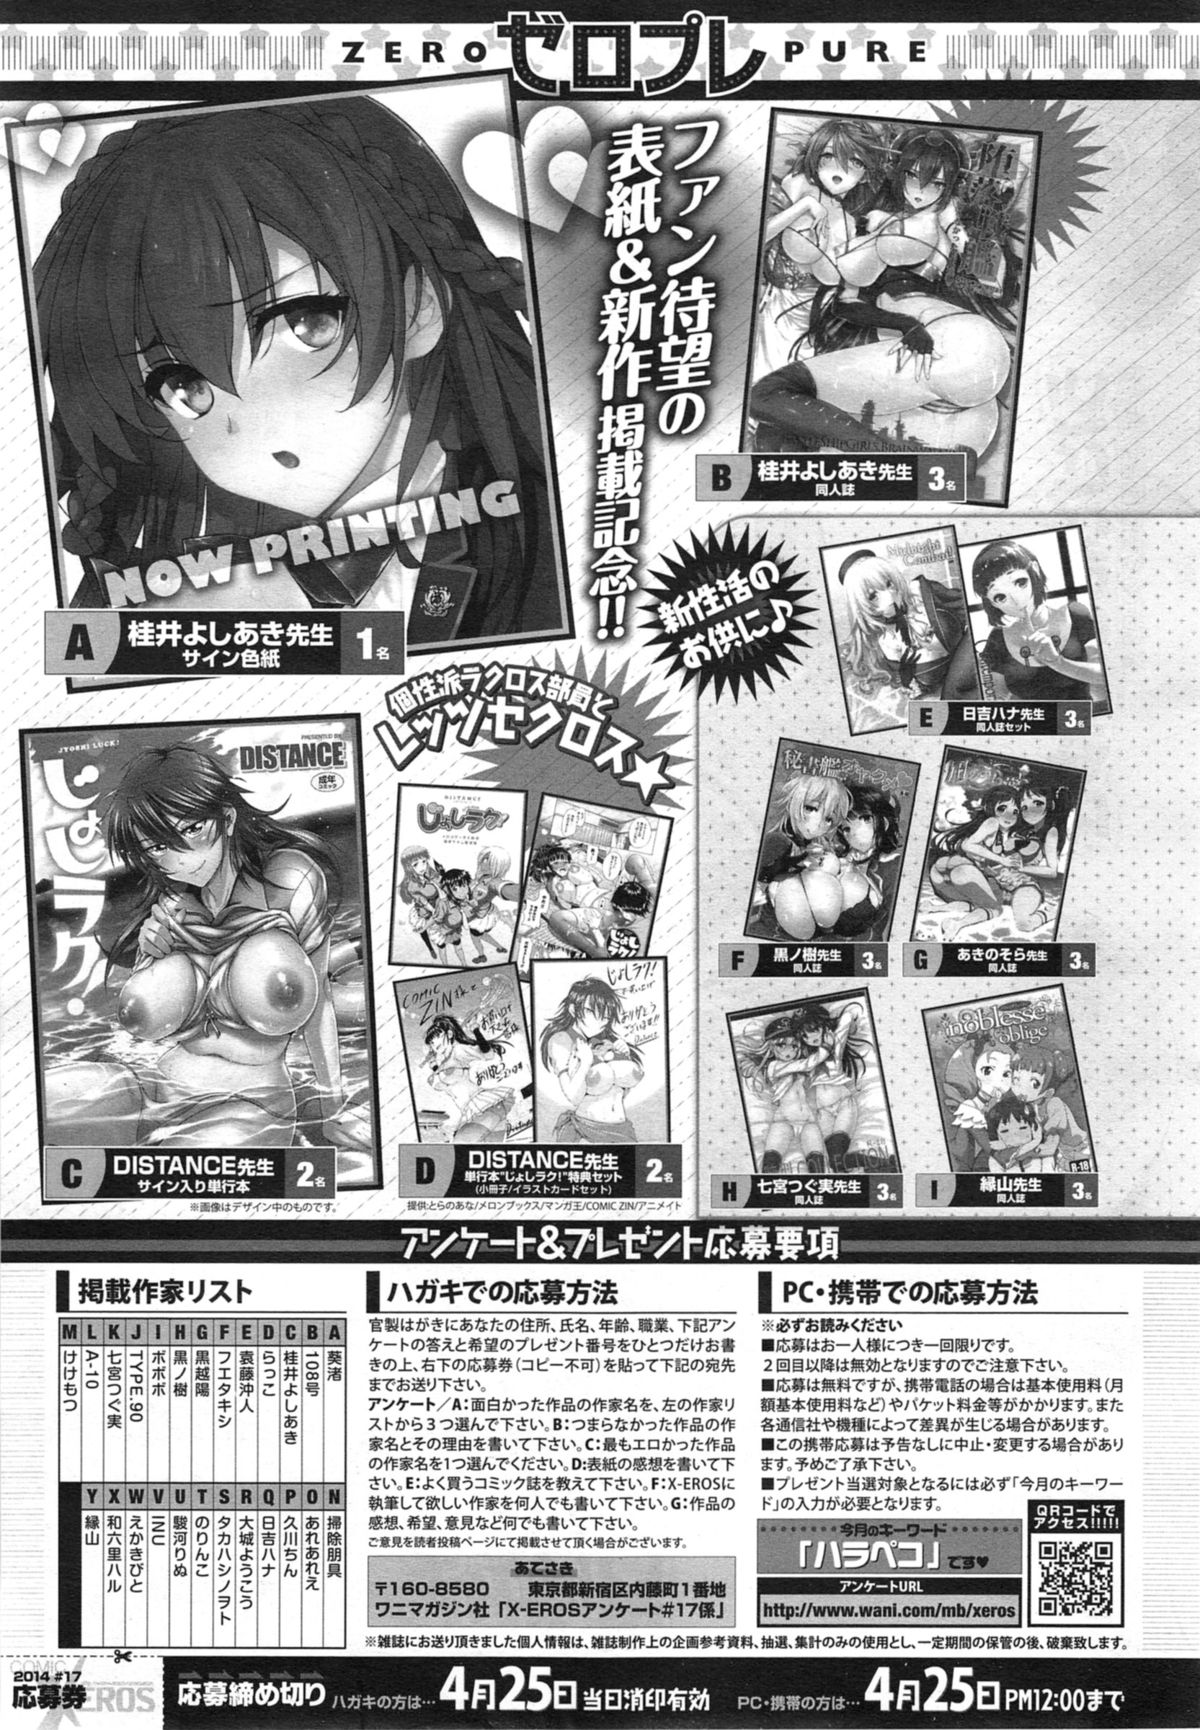 ZERO ゼロプレ PURE
ファン待望の
表紙&新作掲載記念!!
NOW PRINTING
A 桂井よしあき先生 サイン色紙 1名
B 桂井よしあき先生 同人誌 3名
新性活の
お供に♪
Midnight
Combat!
E 日吉ハナ先生 同人誌セット 3名
個性派ラクロス部員と
レッツセクロス★
JYOSHI LUCK!
じょしラク!
PRESENTED BY
DISTANCE
成年
コミック
DISTANCE
じょしラク!
じょしラク!
COMIC
ZIN
じょしラク!
ありがとう
Distance
F 黒ノ樹先生 同人誌 3名
G あきのそら先生 同人誌 3名
noblesse
oblige
R-18
C DISTANCE先生 サイン入り単行本 2名
※画像はデザイン中のものです。
D DISTANCE先生 単行本"じょしラク!"特典セット (小冊子/イラストカードセット) 2名
提供:とらのあな/メロンブックス/マンガ王/COMIC ZIN/アニメイト
H 七宮つぐ実先生 同人誌 3名
I 縁山先生 同人誌 3名
アンケート&プレゼント応募要項
掲載作家リスト
A 葵渚
B 108号
C 桂井よしあき
D らっこ
E 袁藤沖人
F フエタキシ
G 黒越陽
H 黒ノ樹
I ボボボ
J TYPE.90
K 七宮つぐ実
L A-10
M けけもつ
N 掃除朋具
O あれあれえ
P 久川ちん
Q 日吉ハナ
R 大城ようこう
S タカハシノヲト
T のりんこ
U 駿河りぬ
V INU
W えかきびと
X 和六里ハル
Y 縁山
ハガキでの応募方法
官製はがきにあなたの住所、氏名、年齢、職業、下記アン
ケートの答えと希望のプレゼント番号をひとつだけお書
きの上、右下の応募券(コピー不可)を貼って下記の宛先
までお送り下さい。
アンケート/A:面白かった作品の作家名を、左の作家リ
ストから3つ選んで下さい。B:つまらなかった作品の作
家名とその理由を書いて下さい。C:最もエロかった作品
の作家名を1つ選んでください。D:表紙の感想を書いて下
さい。E:よく買うコミック誌を教えて下さい。F:X-EROSに
執筆して欲しい作家を何人でも書いて下さい。G:作品の
感想、希望、意見など何でも書いて下さい。
ご意見を読者投稿ページにて掲載させて頂く場合がございます。
あてさき
〒160-8580 東京都新宿区内藤町1番地
ワニマガジン社「X-EROSアンケート#17係」
PC・携帯での応募方法
※必ずお読みください
■応募はお一人様につき一回限りです。
2回目以降は無効となりますのでご注意下さい。
■応募は無料ですが、携帯電話の場合は基本使用料(月
額基本使用料など)やパケット料金等がかかります。また
各通信社や機種によって差異が生じる場合があります。
■この携帯応募は予告なしに中止・変更する場合があり
ます。予めご了承下さい。
■プレゼント当選対象となるには必ず「今月のキーワー
ド」の入力が必要となります。
今月のキーワード
「ハラペコ」です♥
アンケートURL
http://www.wani.com/mb/xeros
QRコードで
アクセス!!!!!
※雑誌にお送り頂きました個人情報は、雑誌制作上の企画参考資料、抽選、集計のみの使用とし、一定期間の保管の後、破棄致します。
COMIC
X-EROS
2014 #17
応募券
応募締め切り ハガキの方は… 4月25日 当日消印有効 PC・携帯の方は… 4月25日 PM12:00まで